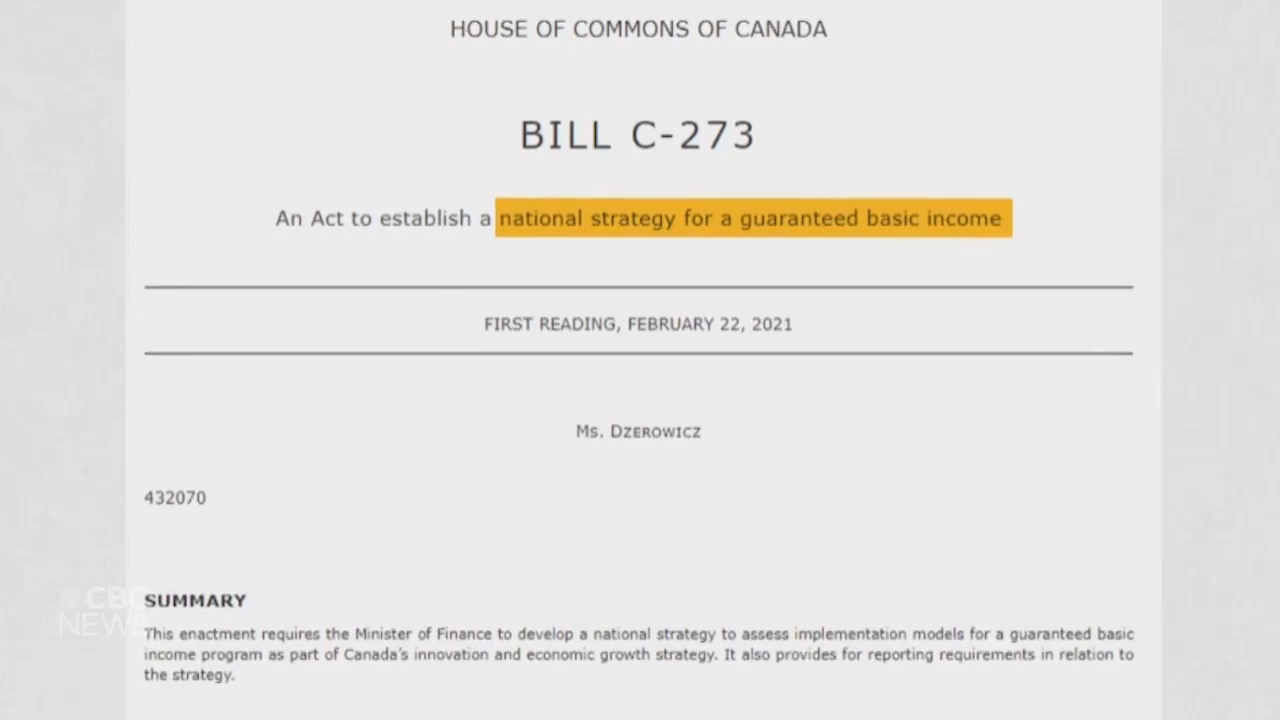 HOUSE OF COMMONS OF CANADA
BILL C-273
An Act to establish a national strategy for a guaranteed basic income
FIRST READING, FEBRUARY 22, 2021
Ms. Dzerowicz
432070
SUMMARY
This enactment requires the Minister of Finance to develop a national strategy to assess implementation models for a guaranteed basic
income program as part of Canada's innovation and economic growth strategy. It also provides for reporting requirements in relation to
the strategy.
CBC
NEWS